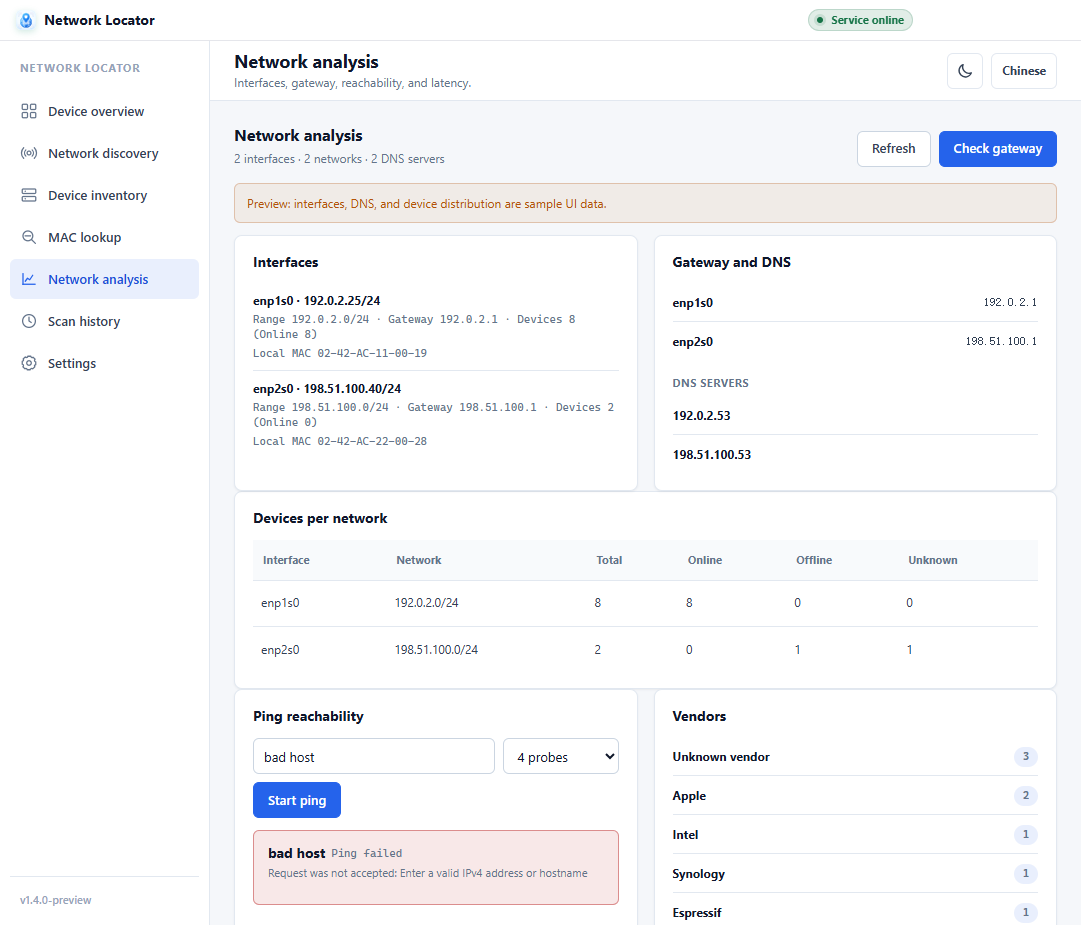 Network Locator
Service online
NETWORK LOCATOR
Device overview
Network discovery
Device inventory
MAC lookup
Network analysis
Scan history
Settings
v1.4.0-preview
Network analysis
Interfaces, gateway, reachability, and latency.
Chinese
Network analysis
2 interfaces · 2 networks · 2 DNS servers
Refresh
Check gateway
Preview: interfaces, DNS, and device distribution are sample UI data.
Interfaces
enp1s0 · 192.0.2.25/24
Range 192.0.2.0/24 · Gateway 192.0.2.1 · Devices 8
(Online 8)
Local MAC 02-42-AC-11-00-19
enp2s0 · 198.51.100.40/24
Range 198.51.100.0/24 · Gateway 198.51.100.1 · Devices 2
(Online 0)
Local MAC 02-42-AC-22-00-28
Gateway and DNS
enp1s0 192.0.2.1
enp2s0 198.51.100.1
DNS SERVERS
192.0.2.53
198.51.100.53
Devices per network
Interface Network Total Online Offline Unknown
enp1s0 192.0.2.0/24 8 8 0 0
enp2s0 198.51.100.0/24 2 0 1 1
Ping reachability
bad host 4 probes
Start ping
bad host Ping failed
Request was not accepted: Enter a valid IPv4 address or hostname
Vendors
Unknown vendor 3
Apple 2
Intel 1
Synology 1
Espressif 1